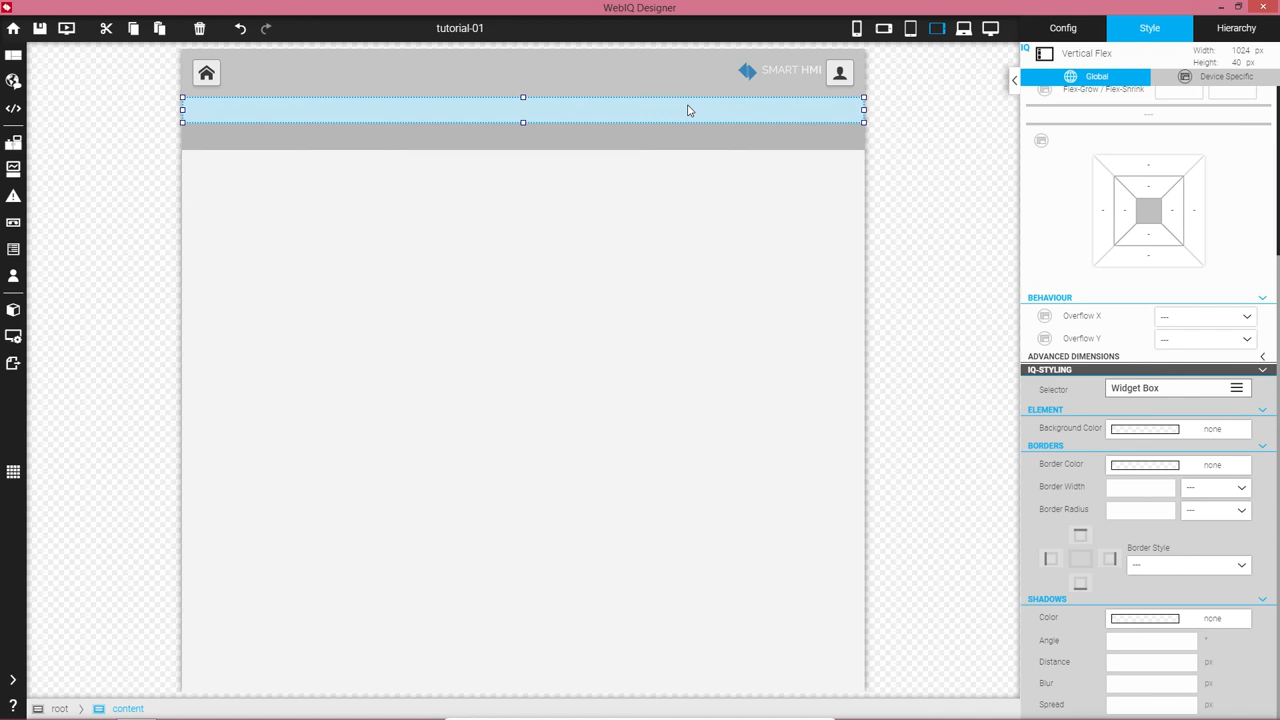 WebIQ Designer
tutorial-01
Config
Style
Hierarchy
IQ
Vertical Flex
Width: 1024 px
Height: 40 px
Global
Device Specific
Flex-Grow / Flex-Shrink
---
SMART HMI
-
-
-
-
-
-
-
-
BEHAVIOUR
Overflow X
---
Overflow Y
---
ADVANCED DIMENSIONS
IQ-STYLING
Selector
Widget Box
ELEMENT
Background Color
none
BORDERS
Border Color
none
Border Width
---
Border Radius
---
Border Style
---
SHADOWS
Color
none
Angle
°
Distance
px
Blur
px
Spread
px
?
root
content